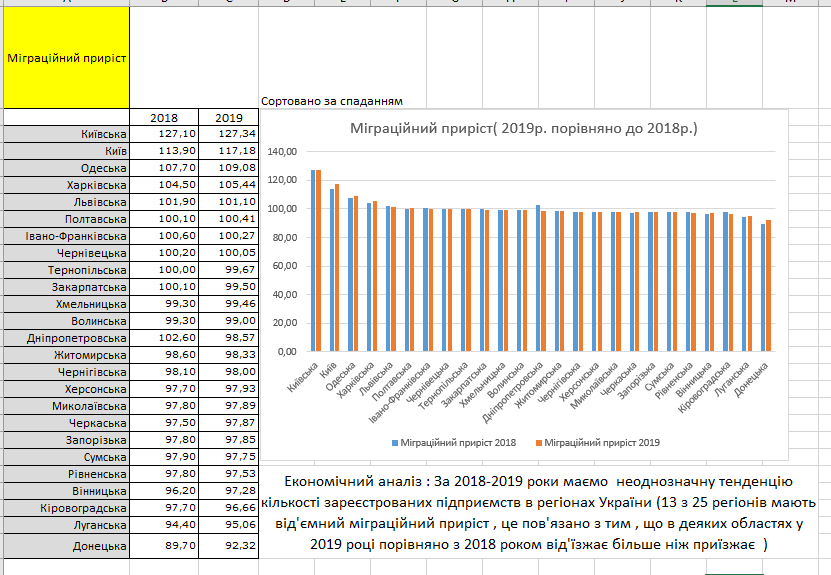 Міграційний приріст
Сортовано за спаданням
2018 2019
Київська 127,10 127,34
Київ 113,90 117,18
Одеська 107,70 109,08
Харківська 104,50 105,44
Львівська 101,90 101,10
Полтавська 100,10 100,41
Івано-Франківська 100,60 100,27
Чернівецька 100,20 100,05
Тернопільська 100,00 99,67
Закарпатська 100,10 99,50
Хмельницька 99,30 99,46
Волинська 99,30 99,00
Дніпропетровська 102,60 98,57
Житомирська 98,60 98,33
Чернігівська 98,10 98,00
Херсонська 97,70 97,93
Миколаївська 97,80 97,89
Черкаська 97,50 97,87
Запорізька 97,80 97,85
Сумська 97,90 97,75
Рівненська 97,80 97,53
Вінницька 96,20 97,28
Кіровоградська 97,70 96,66
Луганська 94,40 95,06
Донецька 89,70 92,32
Міграційний приріст( 2019р. порівняно до 2018р.)
140,00
120,00
100,00
80,00
60,00
40,00
20,00
0,00
Київська
Київ
Одеська
Харківська
Львівська
Полтавська
Івано-Франківська
Чернівецька
Тернопільська
Закарпатська
Хмельницька
Волинська
Дніпропетровська
Житомирська
Чернігівська
Херсонська
Миколаївська
Черкаська
Запорізька
Сумська
Рівненська
Вінницька
Кіровоградська
Луганська
Донецька
Міграційний приріст 2018 Міграційний приріст 2019
Економічний аналіз : За 2018-2019 роки маємо неоднозначну тенденцію
кількості зареєстрованих підприємств в регіонах України (13 з 25 регіонів мають
від'ємний міграційний приріст , це пов'язано з тим , що в деяких областях у
2019 році порівняно з 2018 роком від'їзжає більше ніж приїзжає )